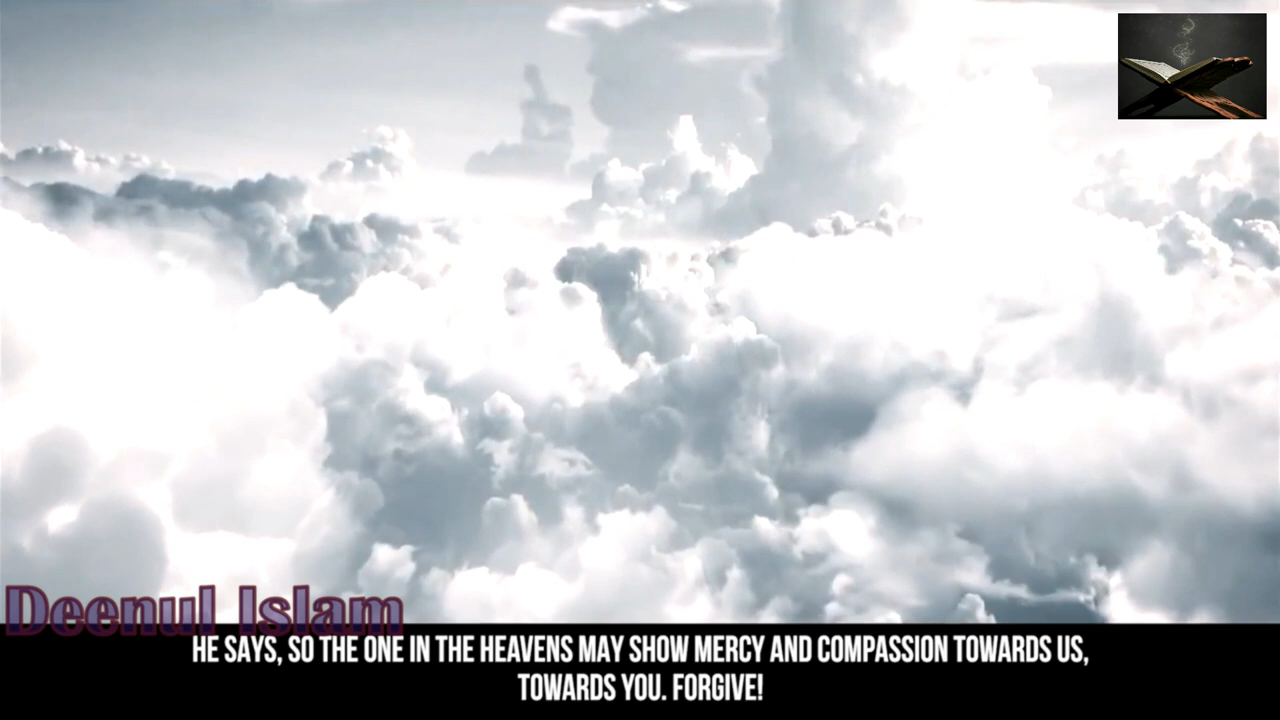 Deenul Islam
HE SAYS, SO THE ONE IN THE HEAVENS MAY SHOW MERCY AND COMPASSION TOWARDS US,
TOWARDS YOU. FORGIVE!